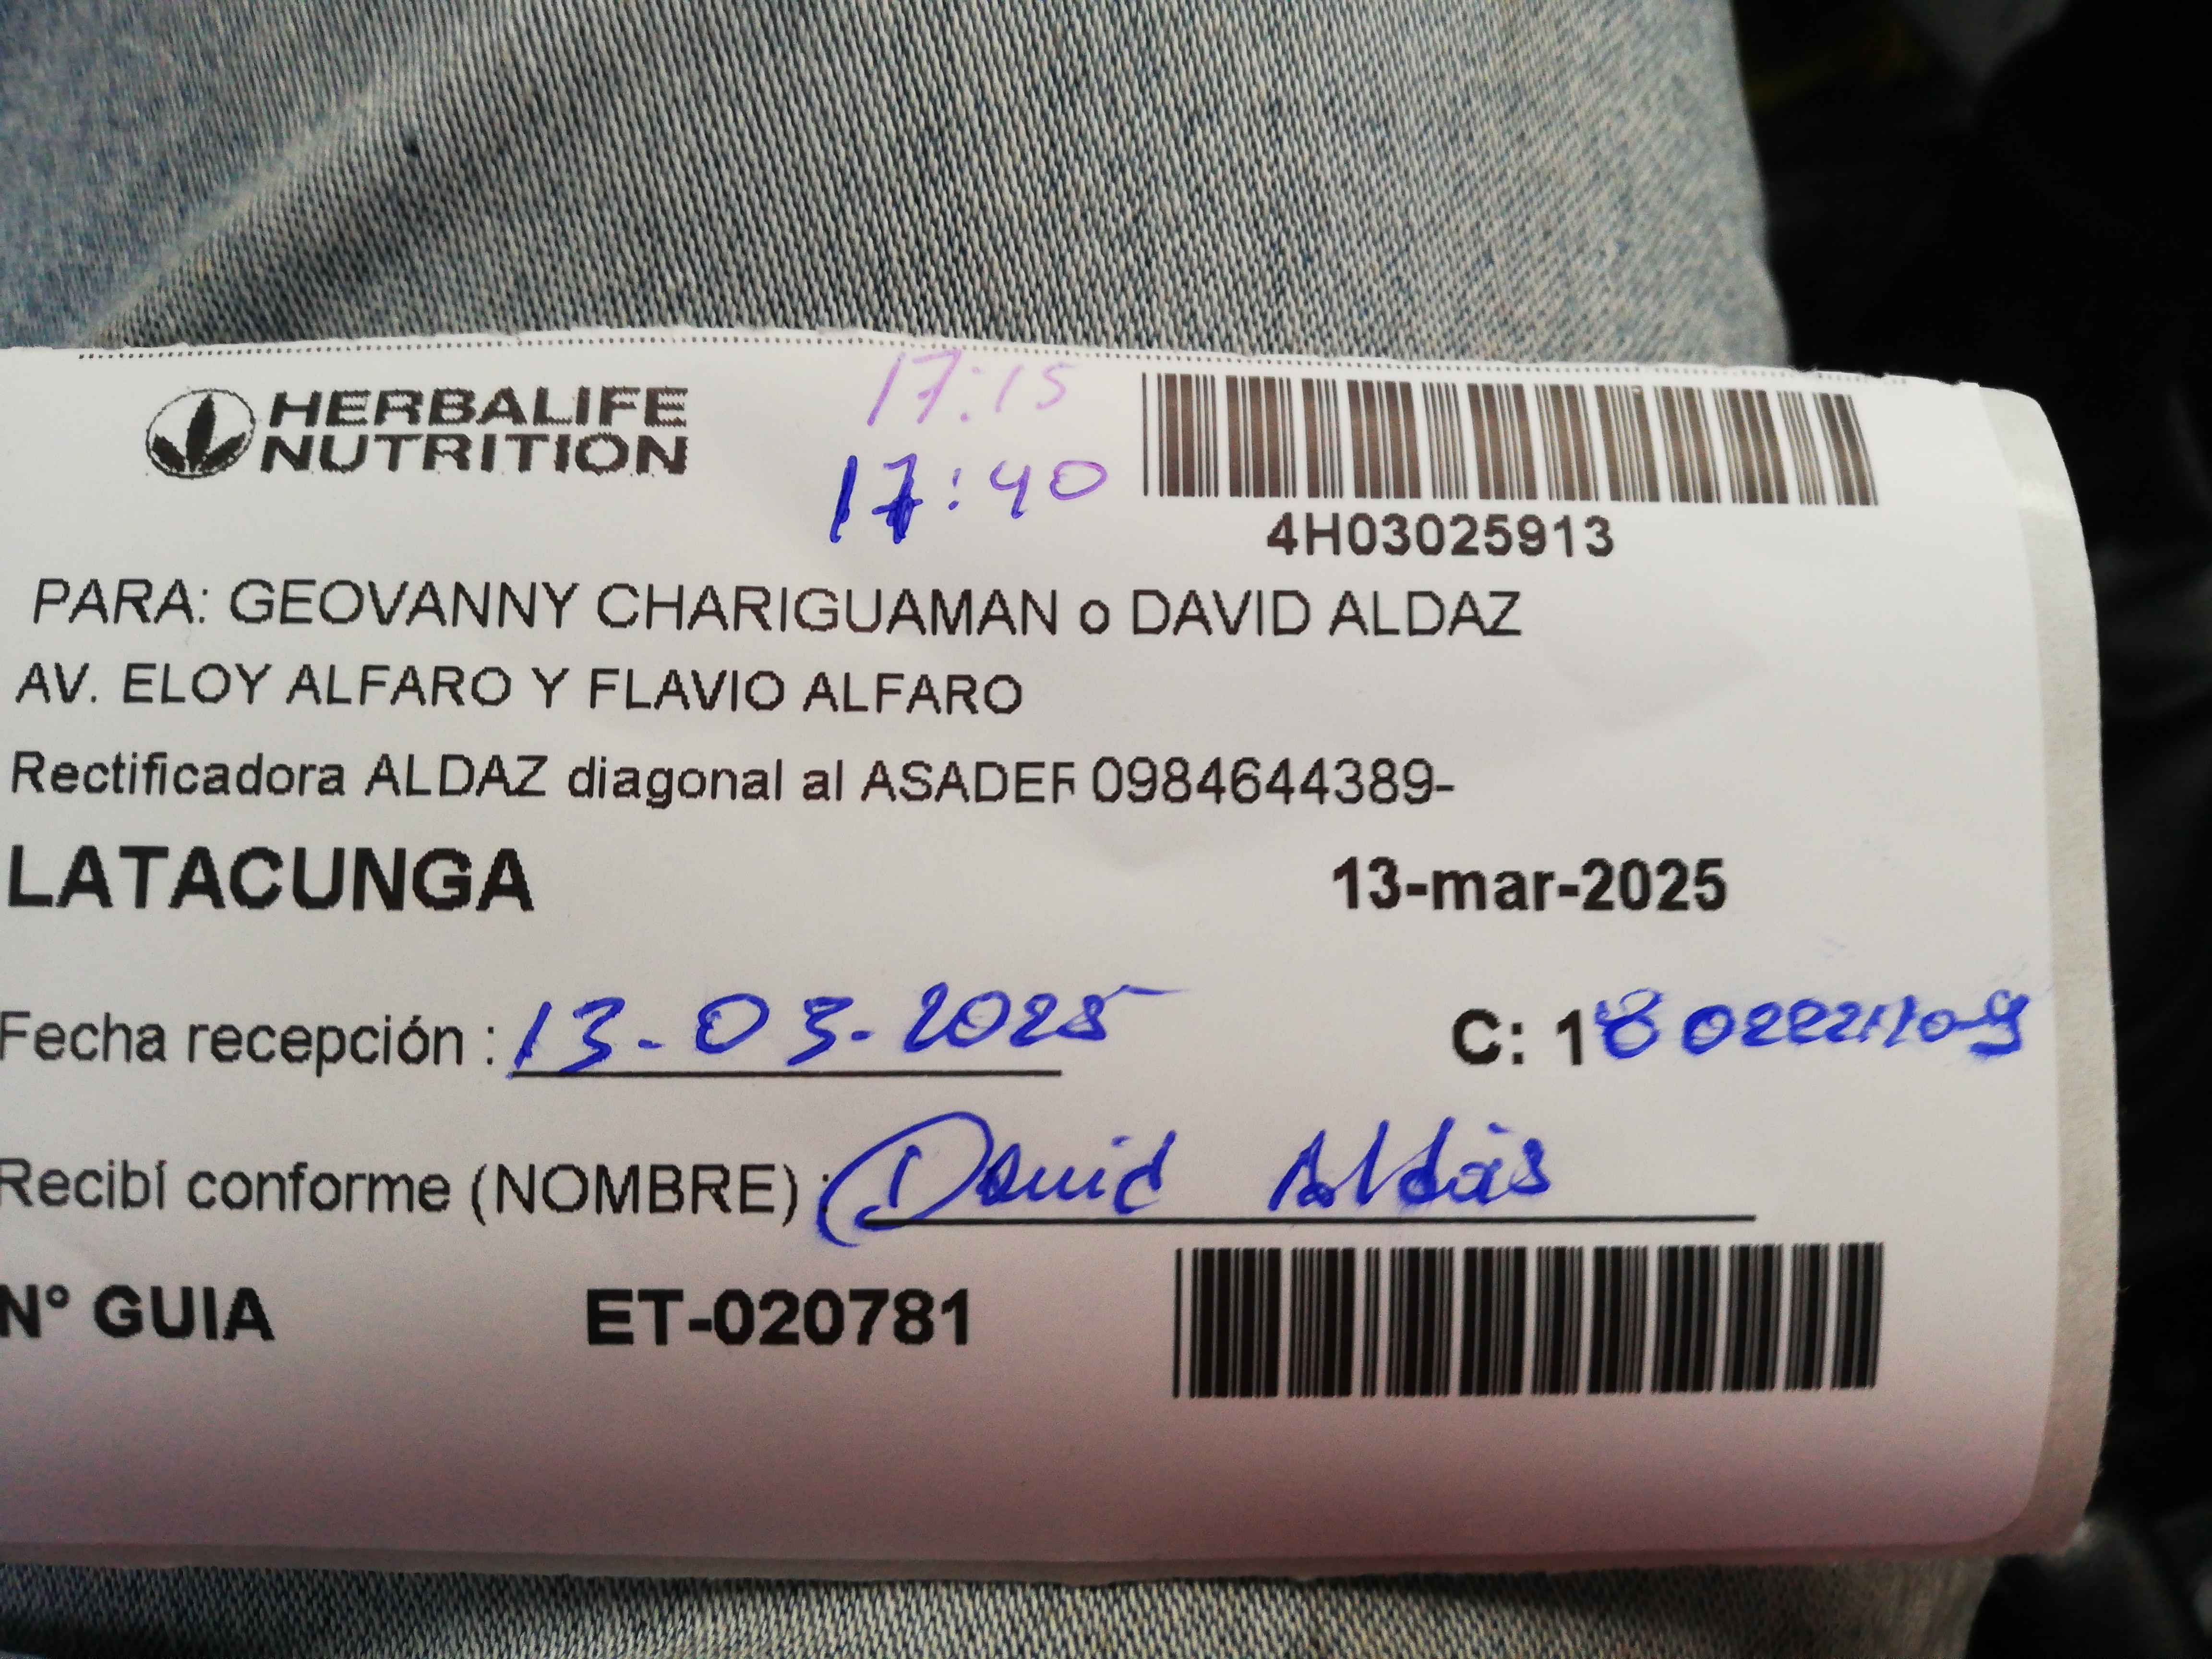 HERBALIFE
NUTRITION
17:15
17:40
4H03025913
PARA: GEOVANNY CHARIGUAMAN o DAVID ALDAZ
AV. ELOY ALFARO Y FLAVIO ALFARO
Rectificadora ALDAZ diagonal al ASADEF 0984644389-
LATACUNGA 13-mar-2025
Fecha recepción : 13-03-2025 C: 1
Recibí conforme (NOMBRE) : David Aldás
N° GUIA ET-020781